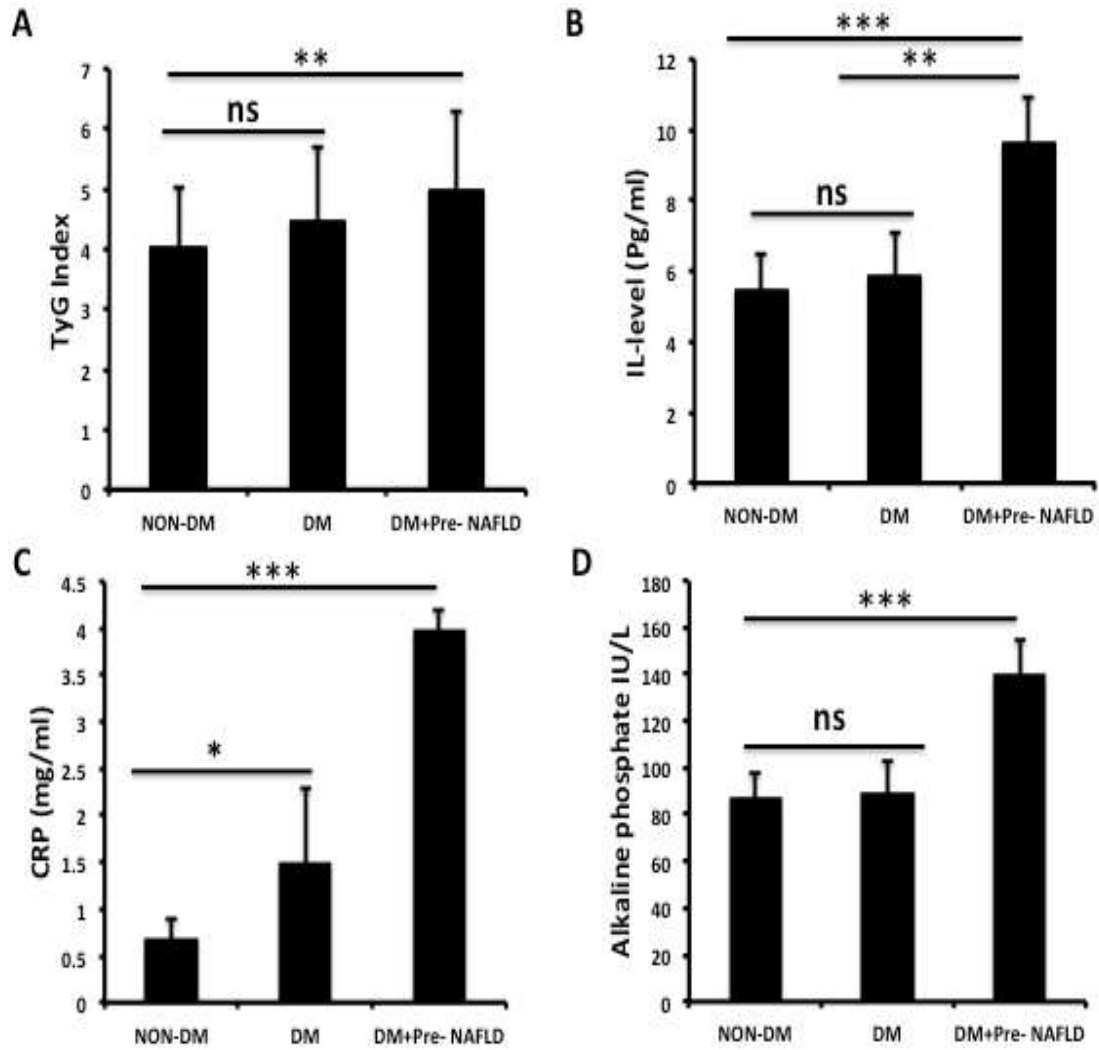 A
**
ns
7
6
5
4
3
2
1
0
TyG Index
NON-DM DM DM+Pre- NAFLD
B
***
**
ns
12
10
8
6
4
2
0
IL-level (Pg/ml)
NON-DM DM DM+Pre- NAFLD
C
***
*
4.5
4
3.5
3
2.5
2
1.5
1
0.5
0
CRP (mg/ml)
NON-DM DM DM+Pre- NAFLD
D
***
ns
180
160
140
120
100
80
60
40
20
0
Alkaline phosphate IU/L
NON-DM DM DM+Pre- NAFLD